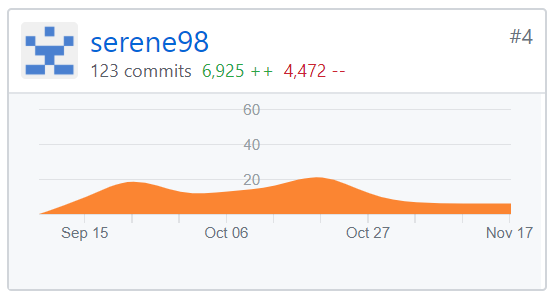 serene98
#4
123 commits 6,925 ++ 4,472 --
60
40
20
Sep 15 Oct 06 Oct 27 Nov 17